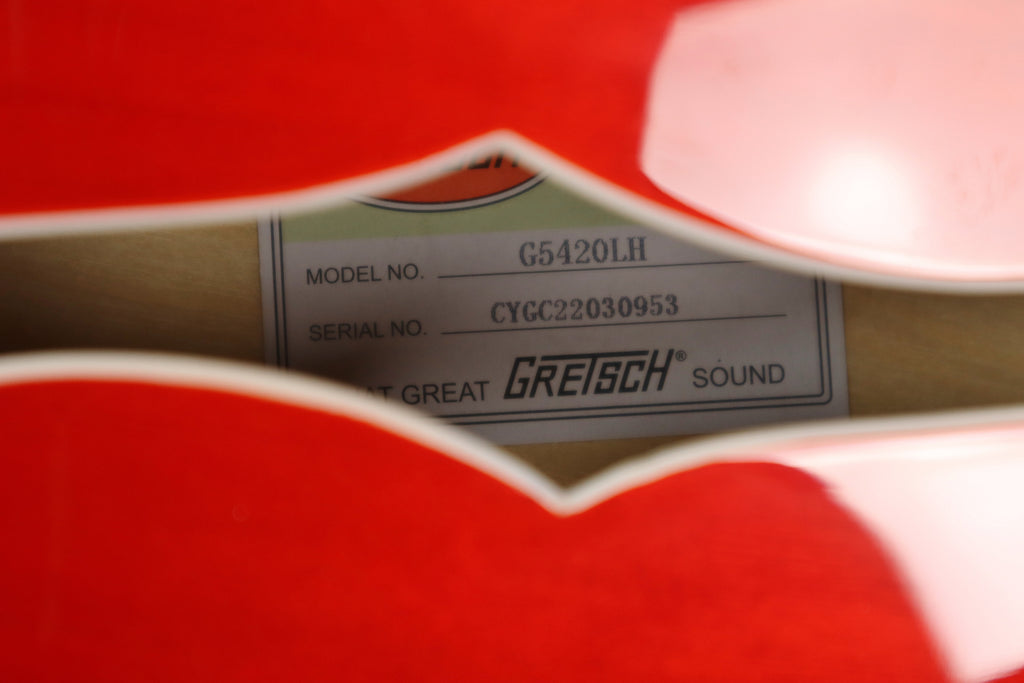 MODEL NO. G5420LH
SERIAL NO. CYGC22030953
GREAT GRETSCH® SOUND